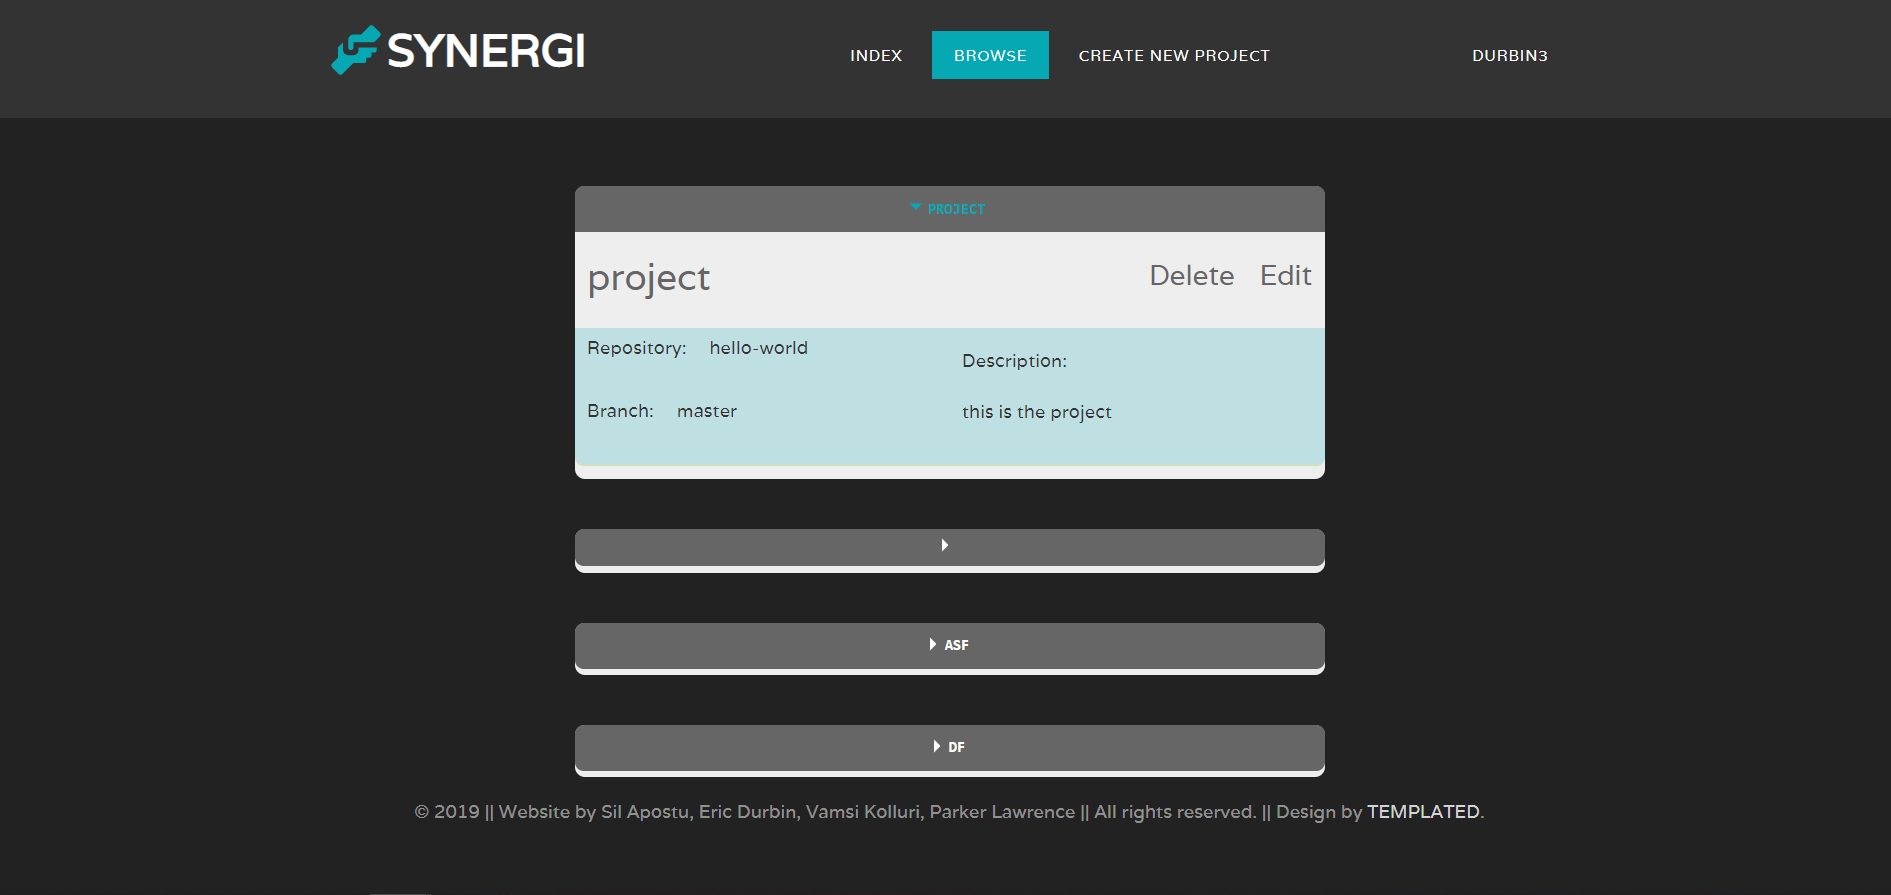 SYNERGI
INDEX BROWSE CREATE NEW PROJECT DURBIN3
PROJECT
project Delete Edit
Repository: hello-world
Description:
Branch: master
this is the project
ASF
DF
© 2019 || Website by Sil Apostu, Eric Durbin, Vamsi Kolluri, Parker Lawrence || All rights reserved. || Design by TEMPLATED.